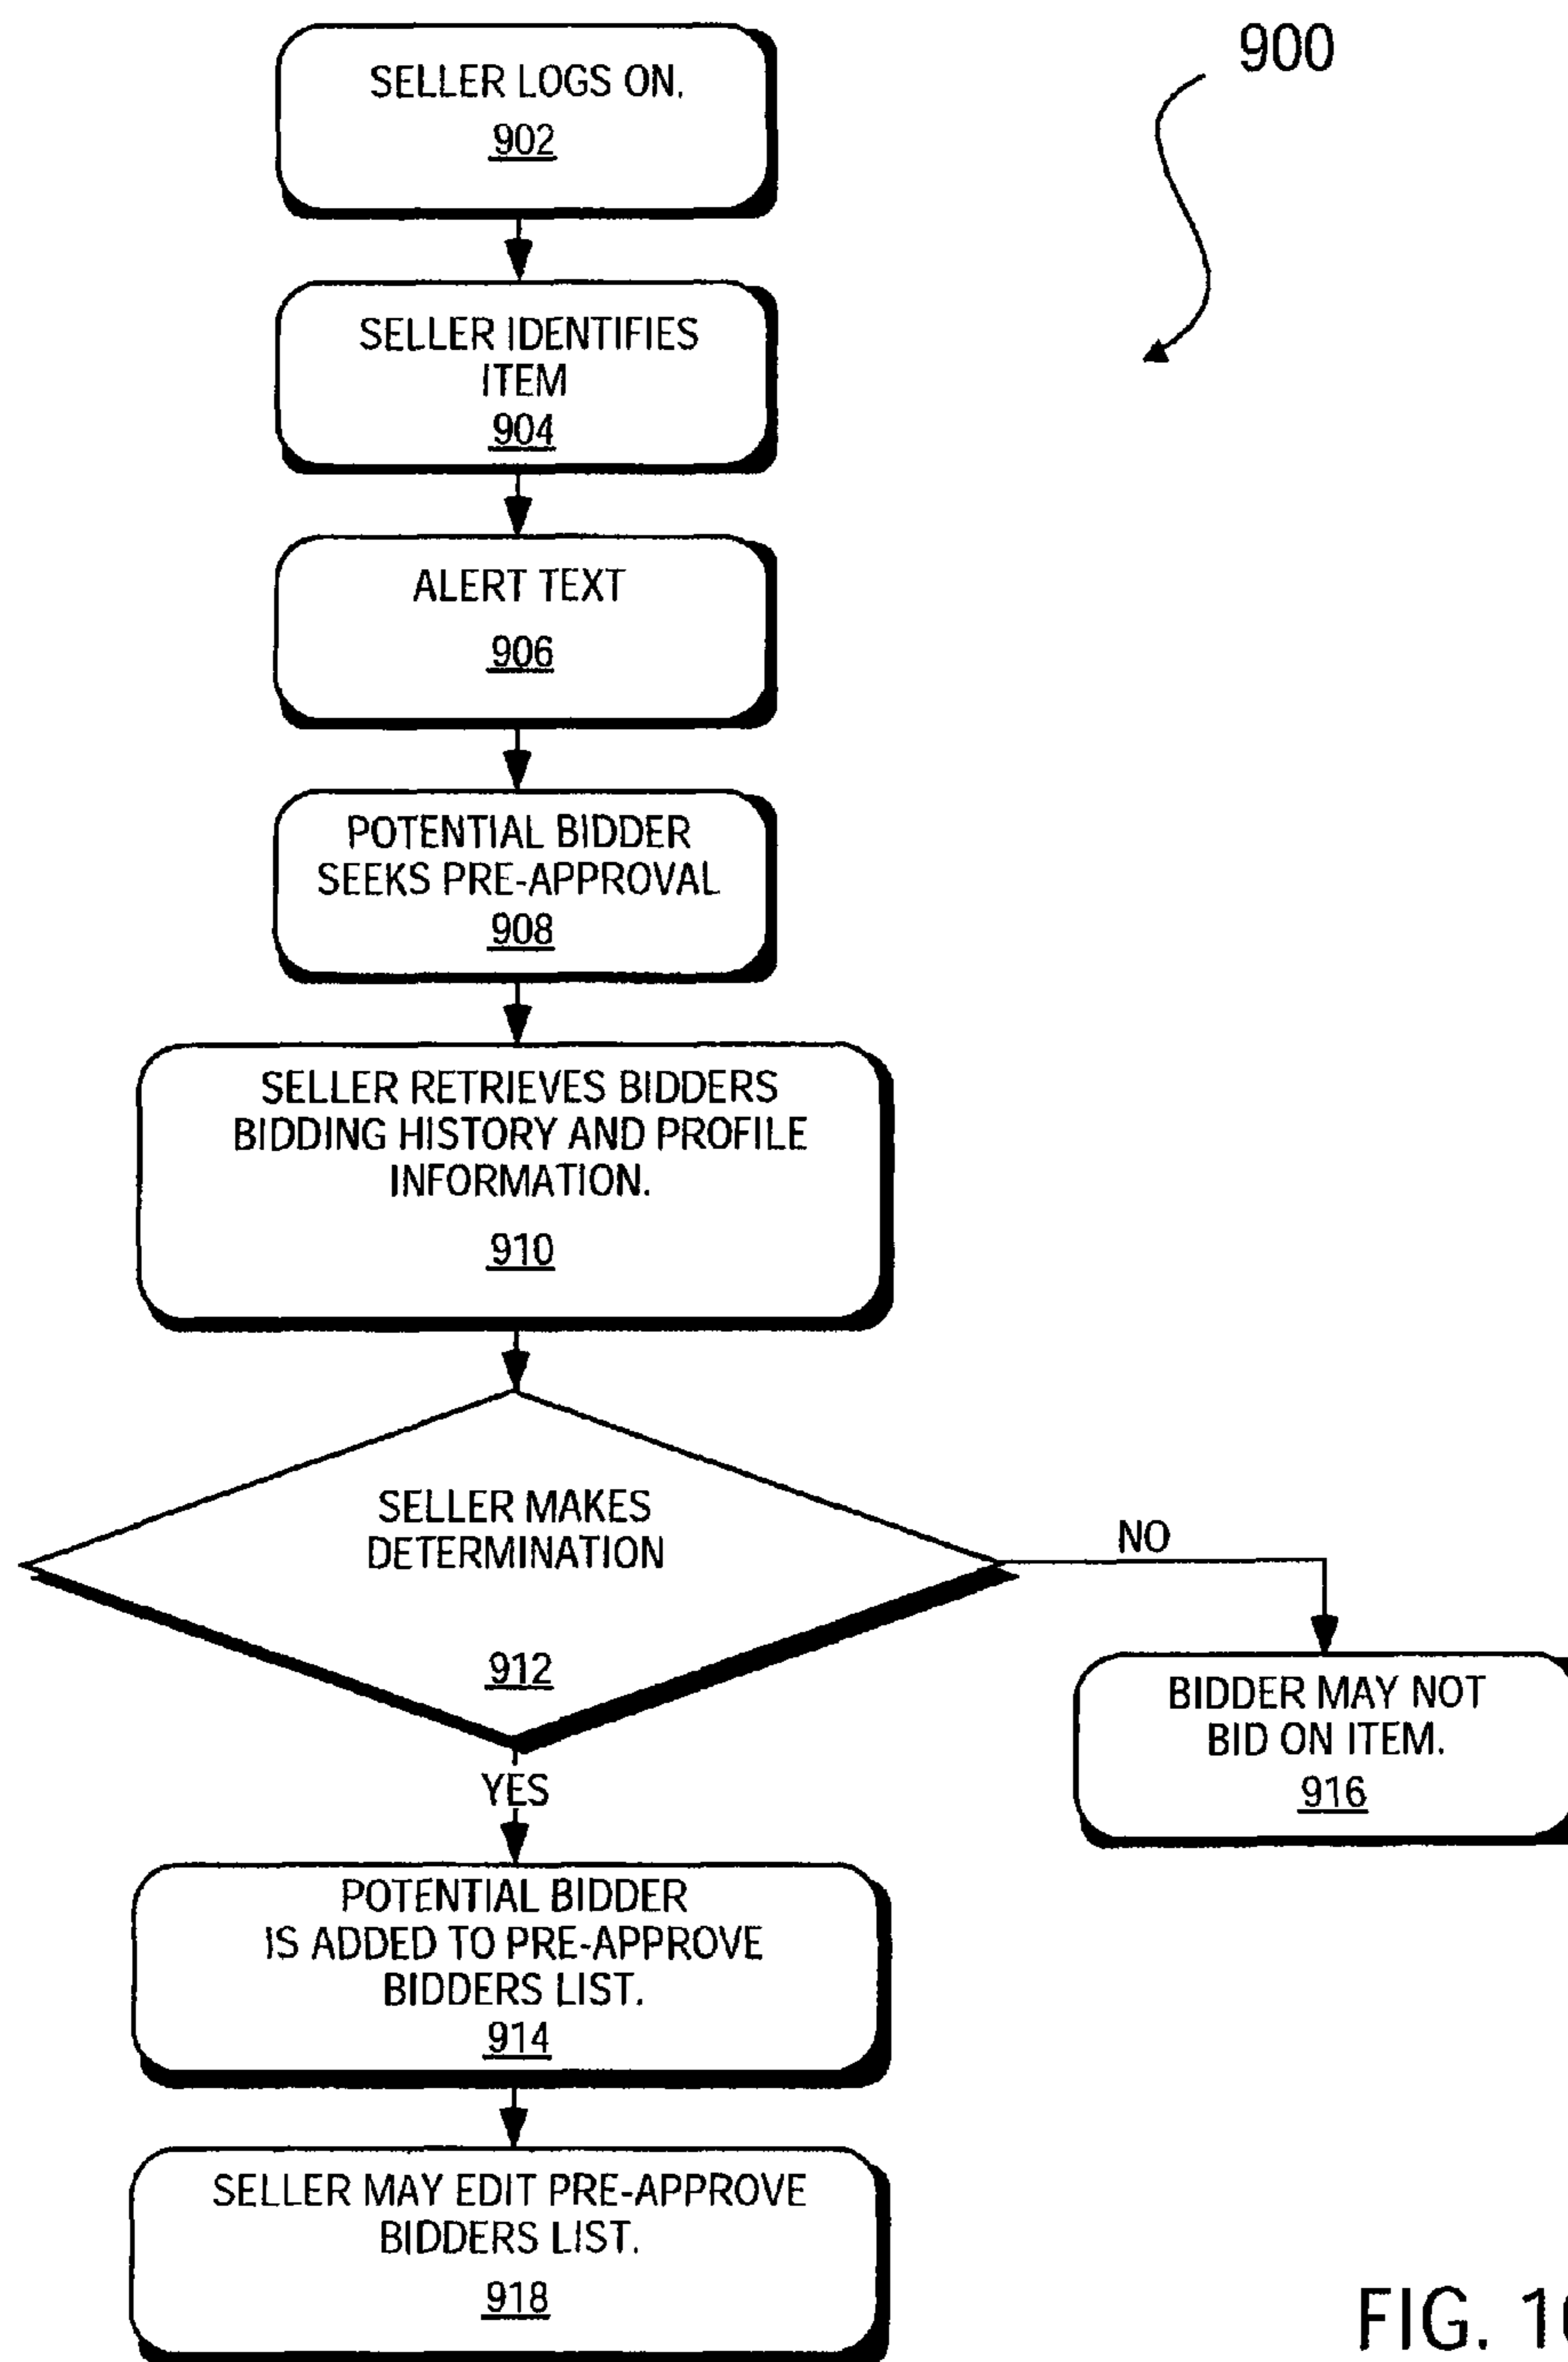 900
SELLER LOGS ON.
902
SELLER IDENTIFIES
ITEM
904
ALERT TEXT
906
POTENTIAL BIDDER
SEEKS PRE-APPROVAL
908
SELLER RETRIEVES BIDDERS
BIDDING HISTORY AND PROFILE
INFORMATION.
910
SELLER MAKES
DETERMINATION
912
NO
BIDDER MAY NOT
BID ON ITEM.
916
YES
POTENTIAL BIDDER
IS ADDED TO PRE-APPROVE
BIDDERS LIST.
914
SELLER MAY EDIT PRE-APPROVE
BIDDERS LIST.
918
FIG.